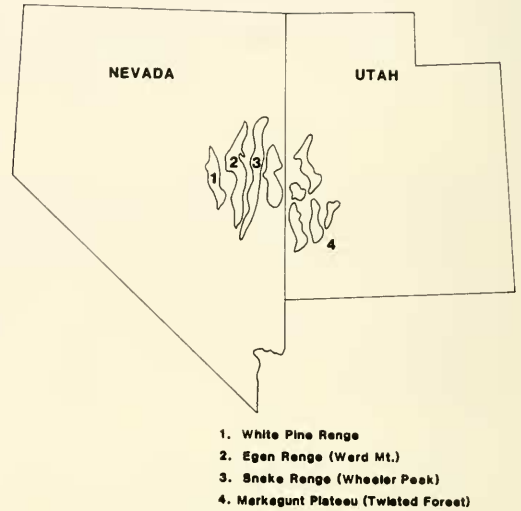 NEVADA
UTAH
1
2
3
4
1. White Pine Range
2. Egan Range (Ward Mt.)
3. Snake Range (Wheeler Peak)
4. Markagunt Plateau (Twisted Forest)